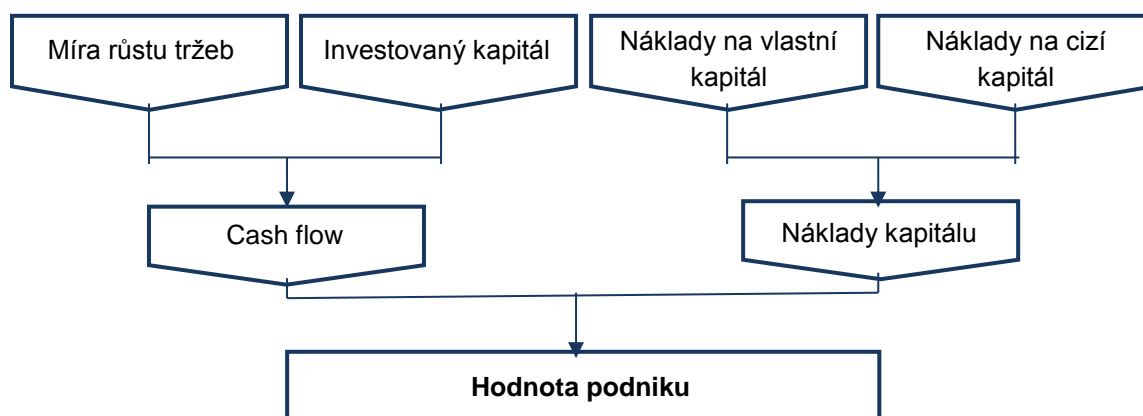 Míra růstu tržeb
Investovaný kapitál
Náklady na vlastní
kapitál
Náklady na cizí
kapitál
Cash flow
Náklady kapitálu
Hodnota podniku